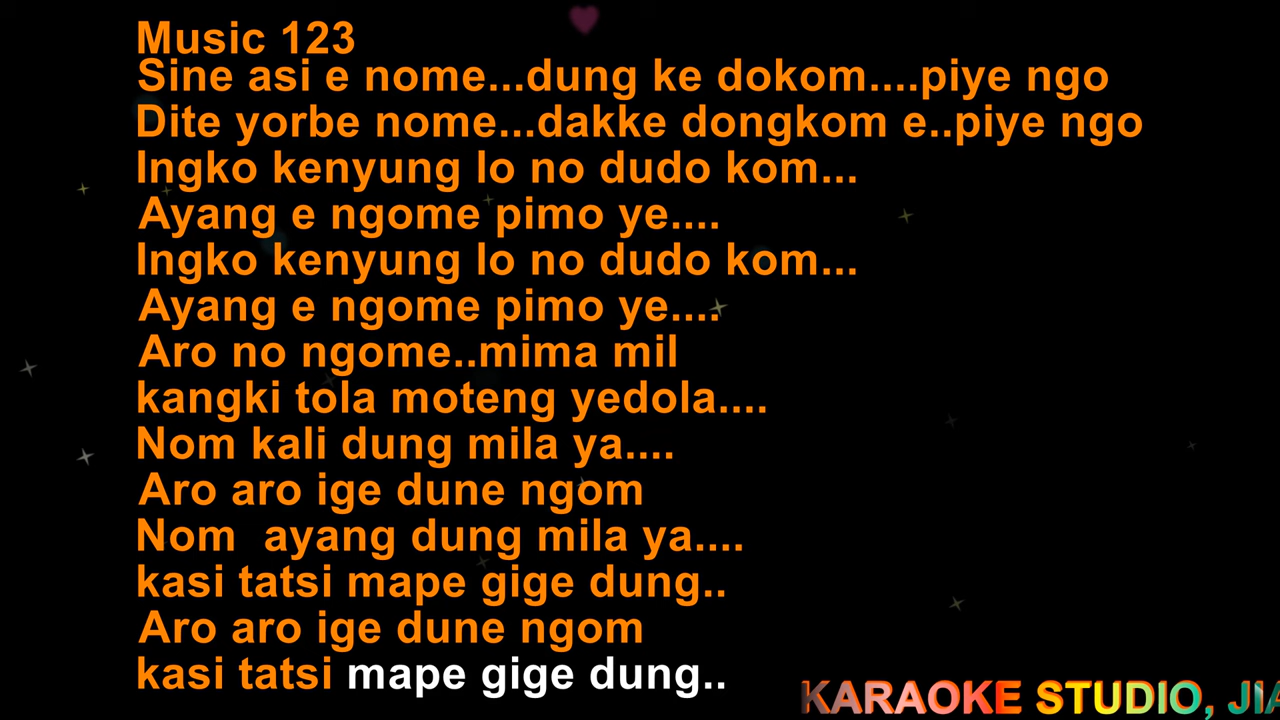 Music 123
Sine asi e nome...dung ke dokom....piye ngo
Dite yorbe nome...dakke dongkom e..piye ngo
Ingko kenyung lo no dudo kom...
Ayang e ngome pimo ye....
Ingko kenyung lo no dudo kom...
Ayang e ngome pimo ye....
Aro no ngome..mima mil
kangki tola moteng yedola....
Nom kali dung mila ya....
Aro aro ige dune ngom
Nom  ayang dung mila ya....
kasi tatsi mape gige dung..
Aro aro ige dune ngom
kasi tatsi mape gige dung..
KARAOKE STUDIO, JIA